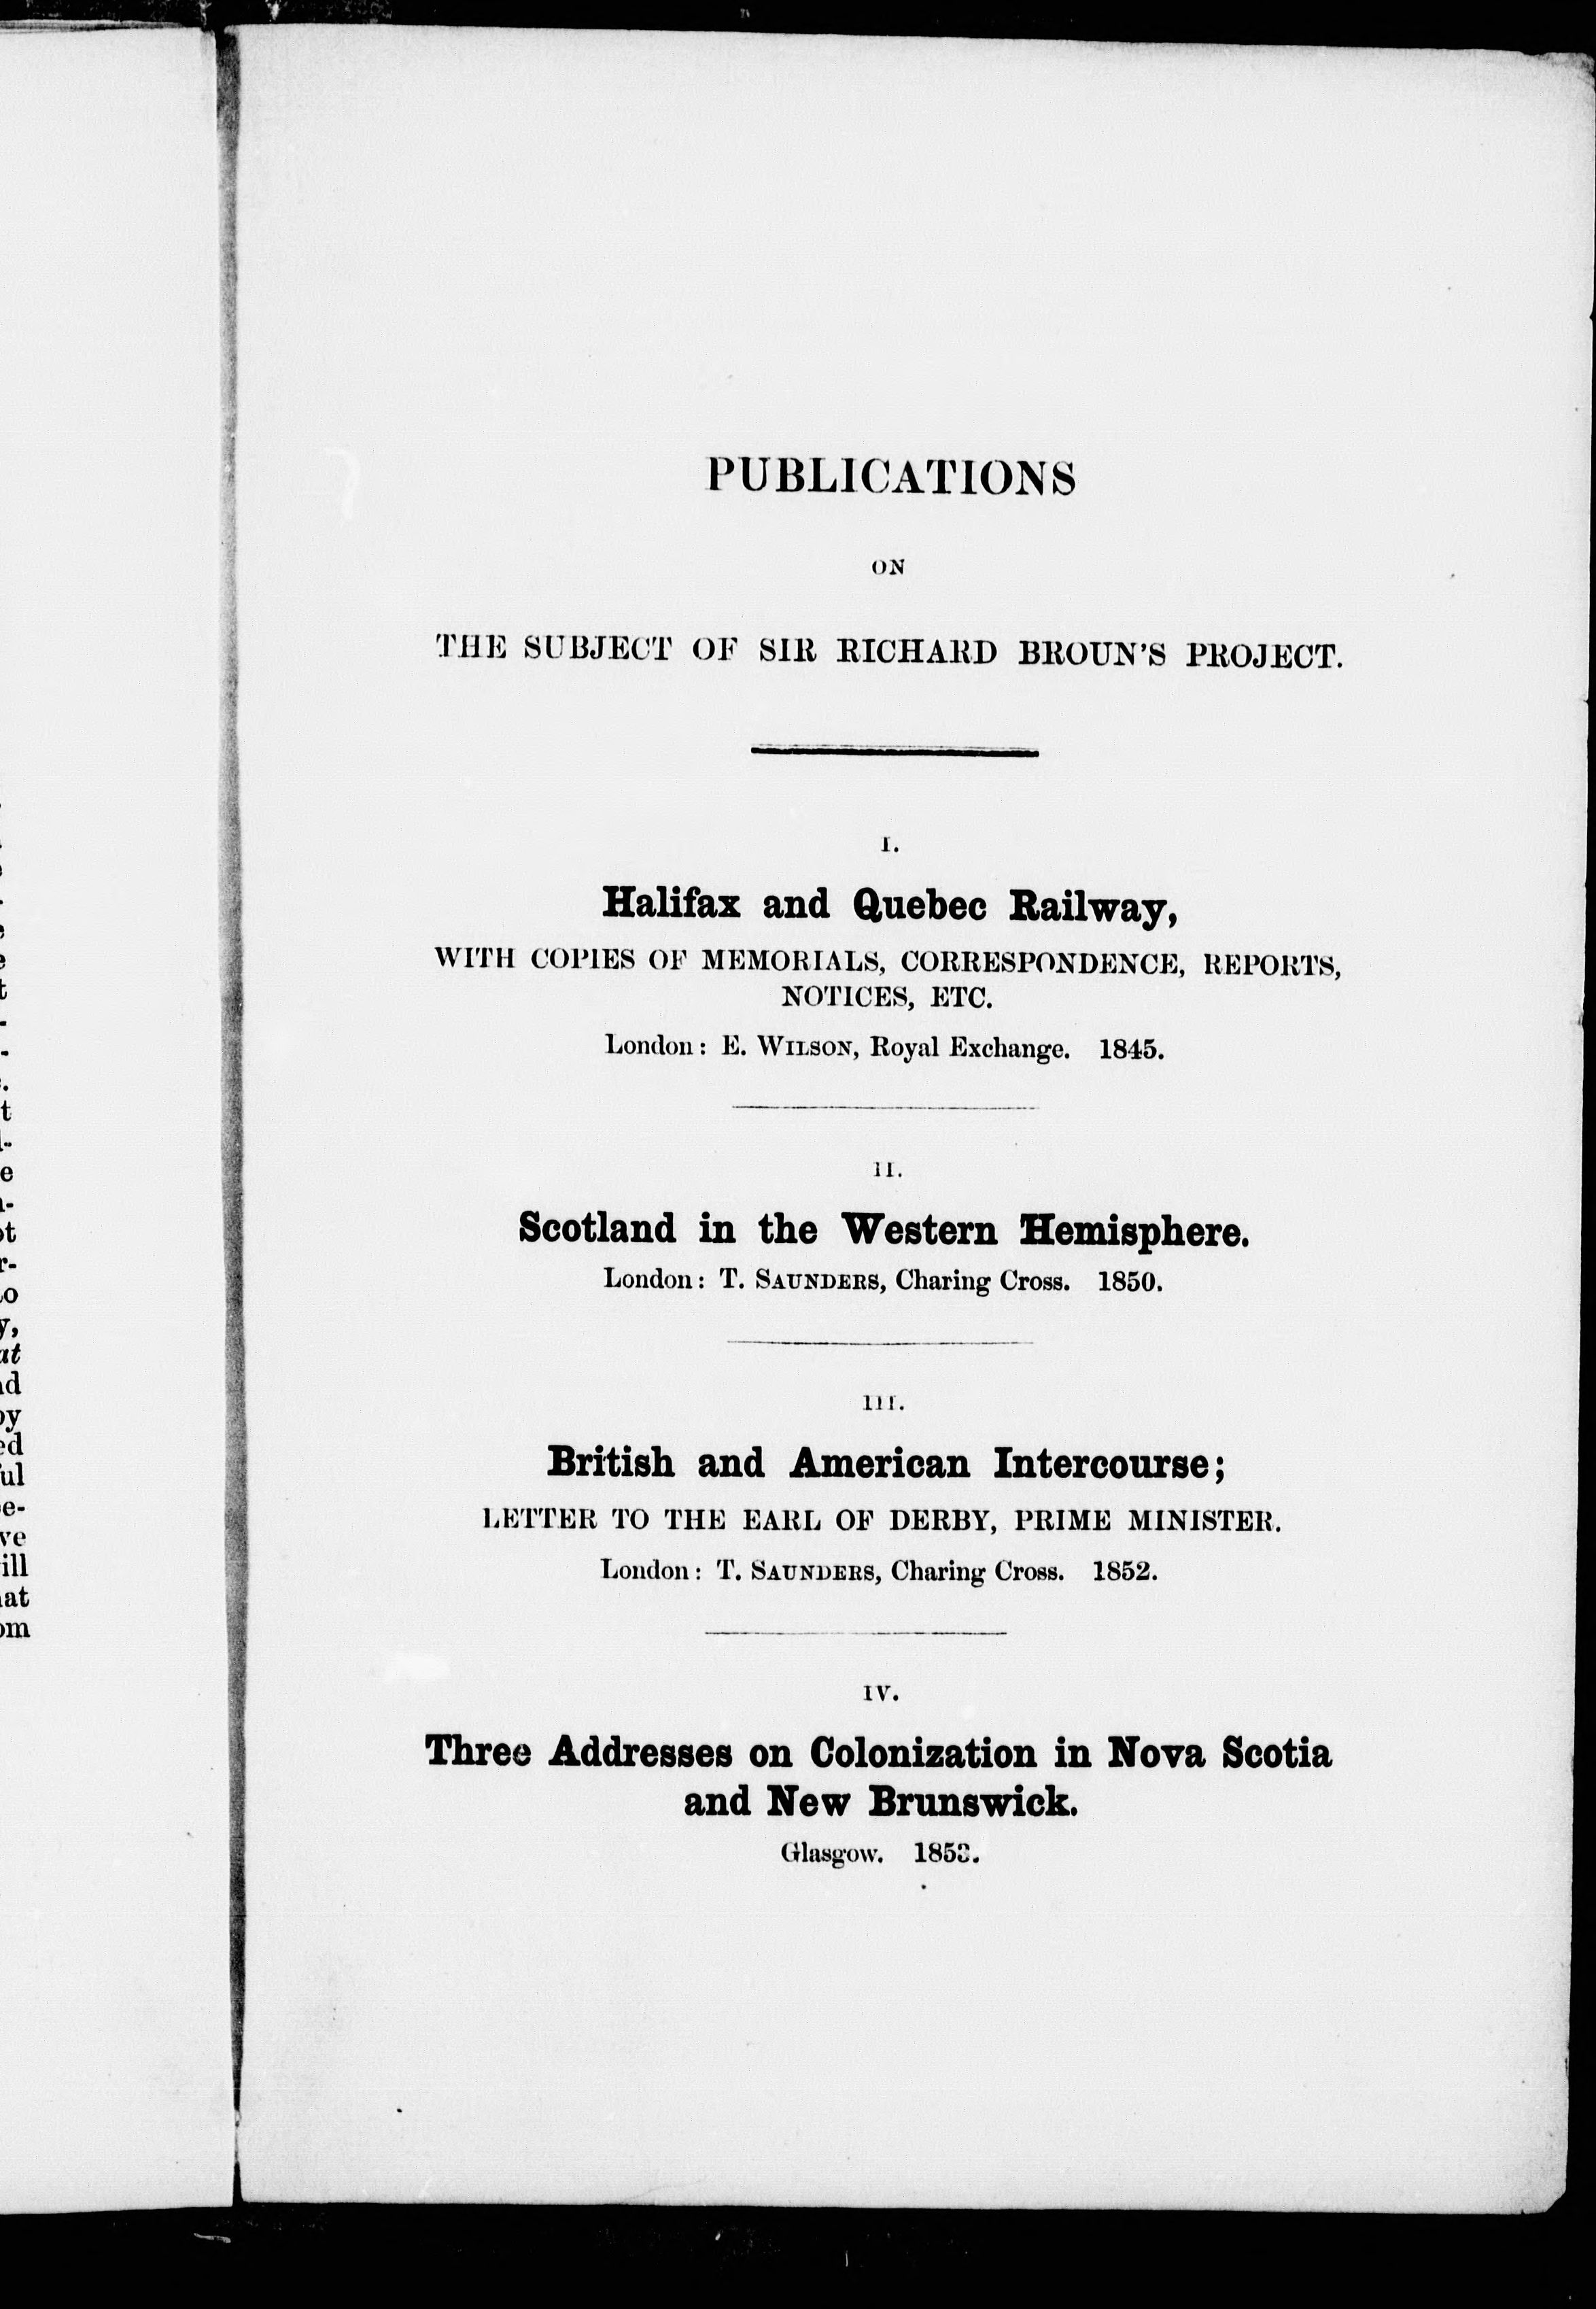 PUBLICATIONS
ON
THE SUBJECT OF SIR RICHARD BROUN'S PROJECT.
I.
Halifax and Quebec Railway,
WITH COPIES OF MEMORIALS, CORRESPONDENCE, REPORTS,
NOTICES, ETC.
London: E. WILSON, Royal Exchange. 1845.
II.
Scotland in the Western Hemisphere.
London: T. SAUNDERS, Charing Cross. 1850.
III.
British and American Intercourse;
LETTER TO THE EARL OF DERBY, PRIME MINISTER.
London: T. SAUNDERS, Charing Cross. 1852.
IV.
Three Addresses on Colonization in Nova Scotia
and New Brunswick.
Glasgow. 1853.